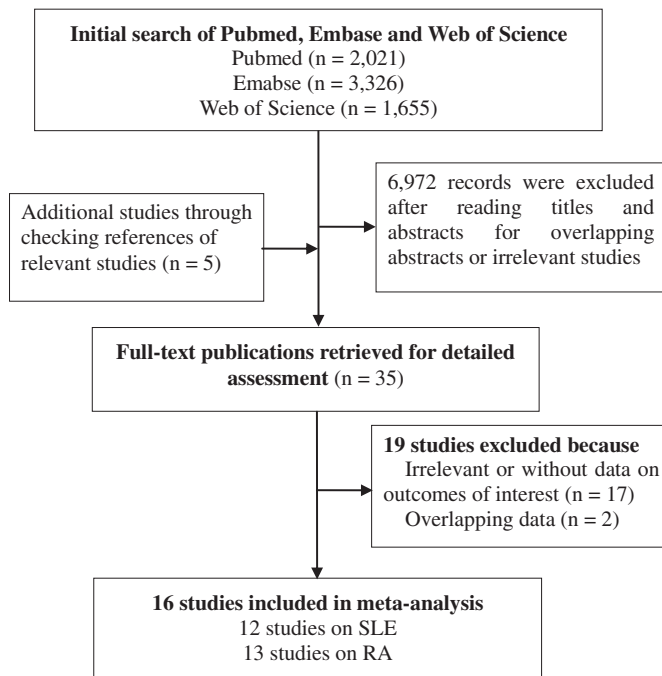 Initial search of Pubmed, Embase and Web of Science
Pubmed (n = 2,021)
Emabse (n = 3,326)
Web of Science (n = 1,655)
Additional studies through
checking references of
relevant studies (n = 5)
6,972 records were excluded
after reading titles and
abstracts for overlapping
abstracts or irrelevant studies
Full-text publications retrieved for detailed
assessment (n = 35)
19 studies excluded because
Irrelevant or without data on
outcomes of interest (n = 17)
Overlapping data (n = 2)
16 studies included in meta-analysis
12 studies on SLE
13 studies on RA